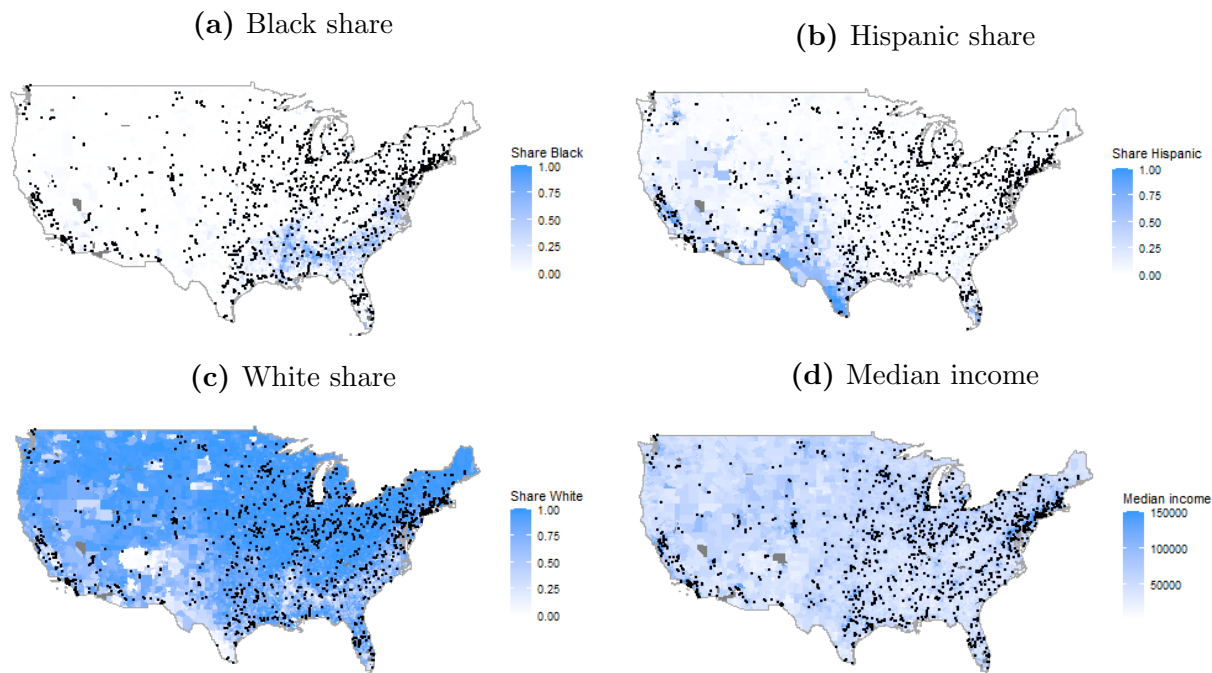 (a) Black share
Share Black
1.00
0.75
0.50
0.25
0.00
(b) Hispanic share
Share Hispanic
1.00
0.75
0.50
0.25
0.00
(c) White share
Share White
1.00
0.75
0.50
0.25
0.00
(d) Median income
Median income
150000
100000
50000